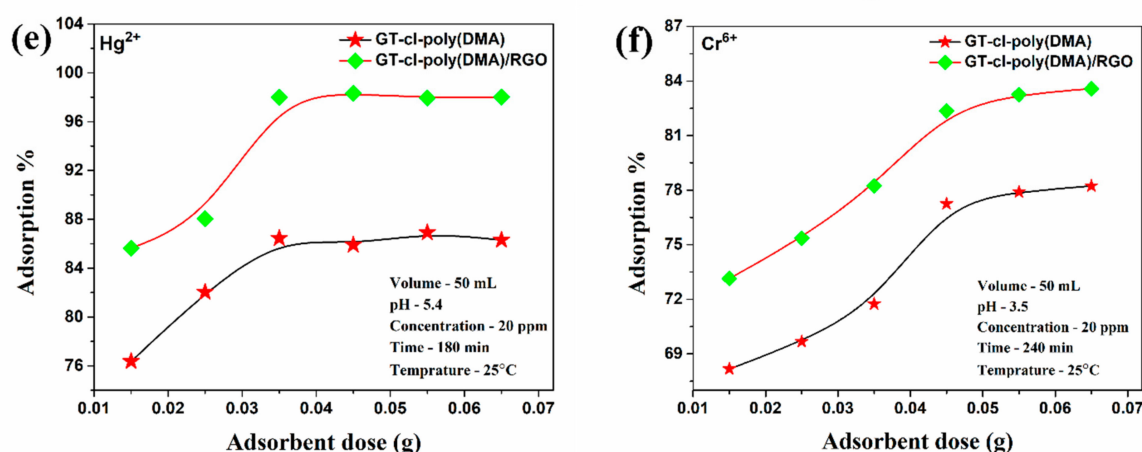 (e)
Hg2+
GT-cl-poly(DMA)
GT-cl-poly(DMA)/RGO
Adsorption %
104
100
96
92
88
84
80
76
Volume - 50 mL
pH - 5.4
Concentration - 20 ppm
Time - 180 min
Temprature - 25°C
0.01 0.02 0.03 0.04 0.05 0.06 0.07
Adsorbent dose (g)
(f)
Cr6+
GT-cl-poly(DMA)
GT-cl-poly(DMA)/RGO
Adsorption %
87
84
81
78
75
72
69
Volume - 50 mL
pH - 3.5
Concentration - 20 ppm
Time - 240 min
Temprature - 25°C
0.01 0.02 0.03 0.04 0.05 0.06 0.07
Adsorbent dose (g)